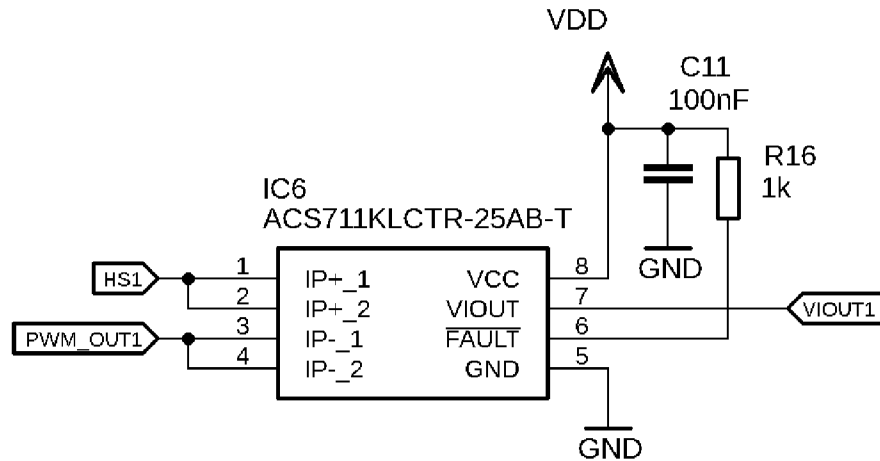 VDD
C11
100nF
R16
1k
IC6
ACS711KLCTR-25AB-T
HS1
1
IP+_1
VCC
8
GND
2
IP+_2
VIOUT
7
VIOUT1
PWM_OUT1
3
IP-_1
FAULT
6
4
IP-_2
GND
5
GND